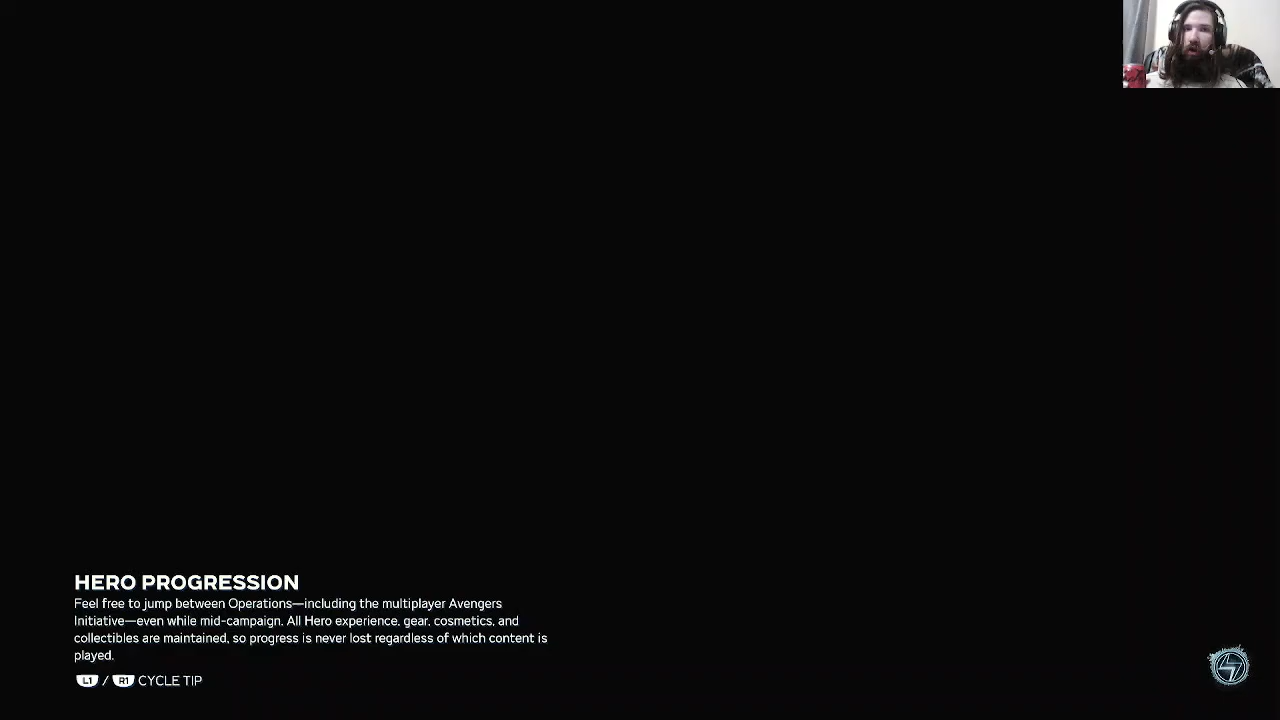 HERO PROGRESSION
Feel free to jump between Operations—including the multiplayer Avengers
Initiative—even while mid-campaign. All Hero experience, gear, cosmetics, and
collectibles are maintained, so progress is never lost regardless of which content is
played.
L1 / R1 CYCLE TIP